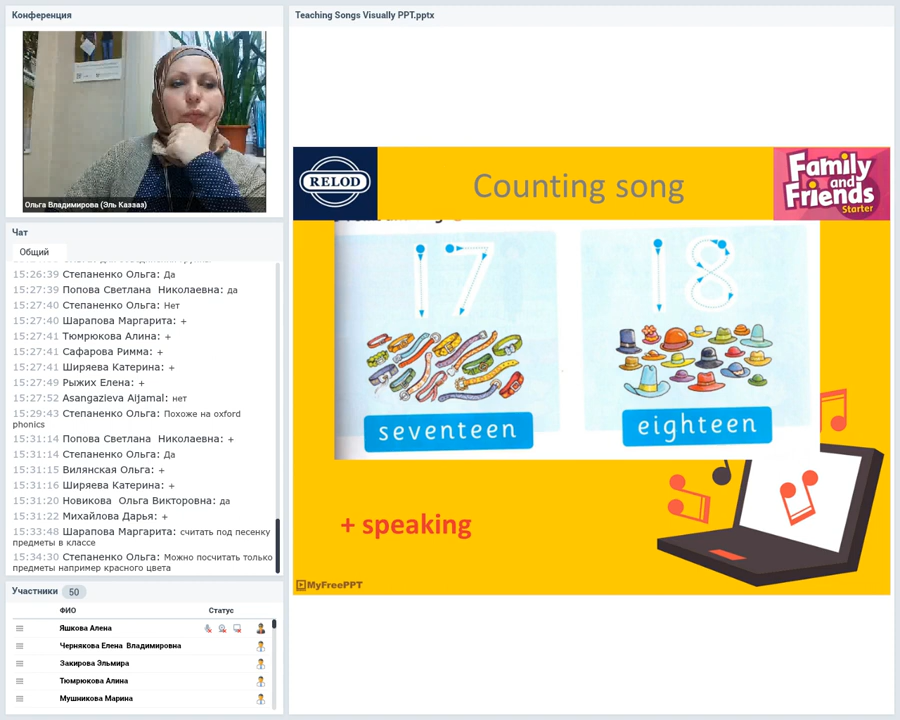 Конференция
Ольга Владимирова (Эль Каззаз)
Чат
Общий
15:26:39 Степаненко Ольга: Да
15:27:39 Попова Светлана Николаевна: да
15:27:40 Степаненко Ольга: Нет
15:27:40 Шарапова Маргарита: +
15:27:41 Тюмрюкова Алина: +
15:27:41 Сафарова Римма: +
15:27:41 Ширяева Катерина: +
15:27:49 Рыжих Елена: +
15:27:52 Asangazieva Aijamal: нет
15:29:43 Степаненко Ольга: Похоже на oxford
phonics
15:31:14 Попова Светлана Николаевна: +
15:31:14 Степаненко Ольга: Да
15:31:15 Вилянская Ольга: +
15:31:16 Ширяева Катерина: +
15:31:20 Новикова Ольга Викторовна: да
15:31:22 Михайлова Дарья: +
15:33:48 Шарапова Маргарита: считать под песенку
предметы в классе
15:34:30 Степаненко Ольга: Можно посчитать только
предметы например красного цвета
Участники 50
ФИО Статус
Яшкова Алена
Чернякова Елена Владимировна
Закирова Эльмира
Тюмрюкова Алина
Мушникова Марина
Teaching Songs Visually PPT.pptx
RELOD
Counting song
Family
and
Friends
Starter
17 18
seventeen
eighteen
+ speaking
MyFreePPT